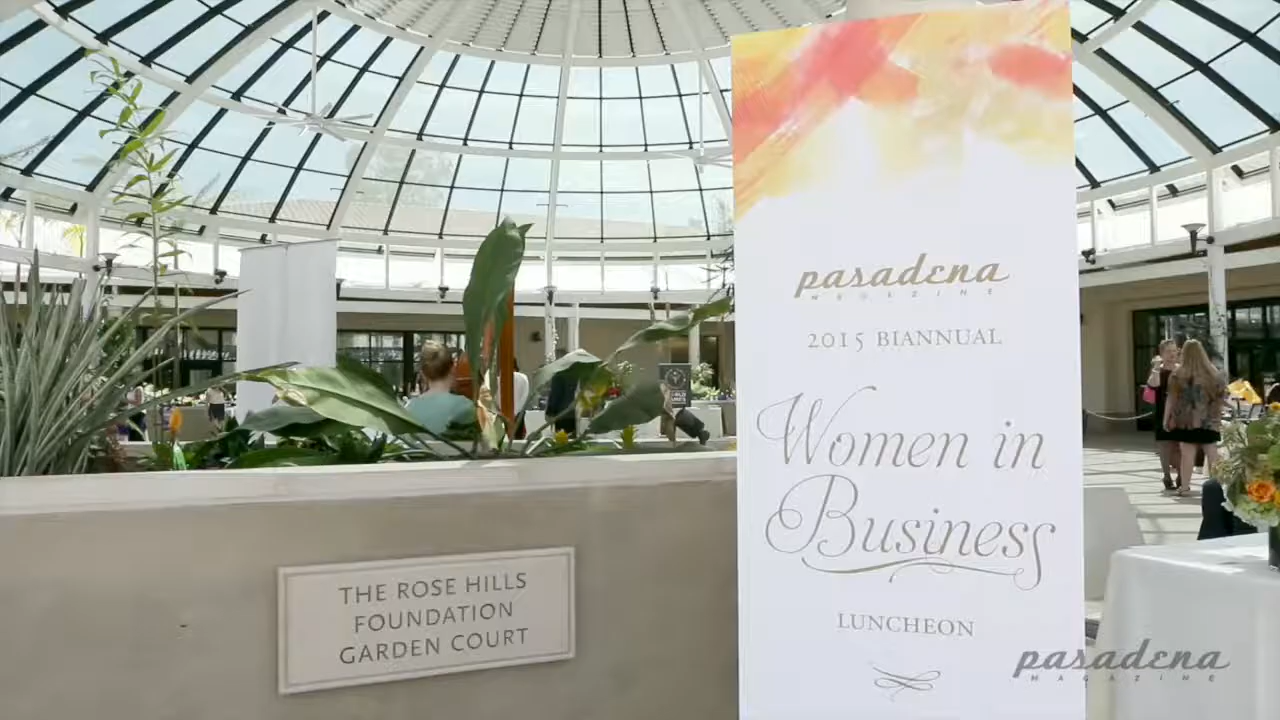 pasadena
MAGAZINE
2015 BIANNUAL
Women in
Business
LUNCHEON
THE ROSE HILLS
FOUNDATION
GARDEN COURT
pasadena
MAGAZINE